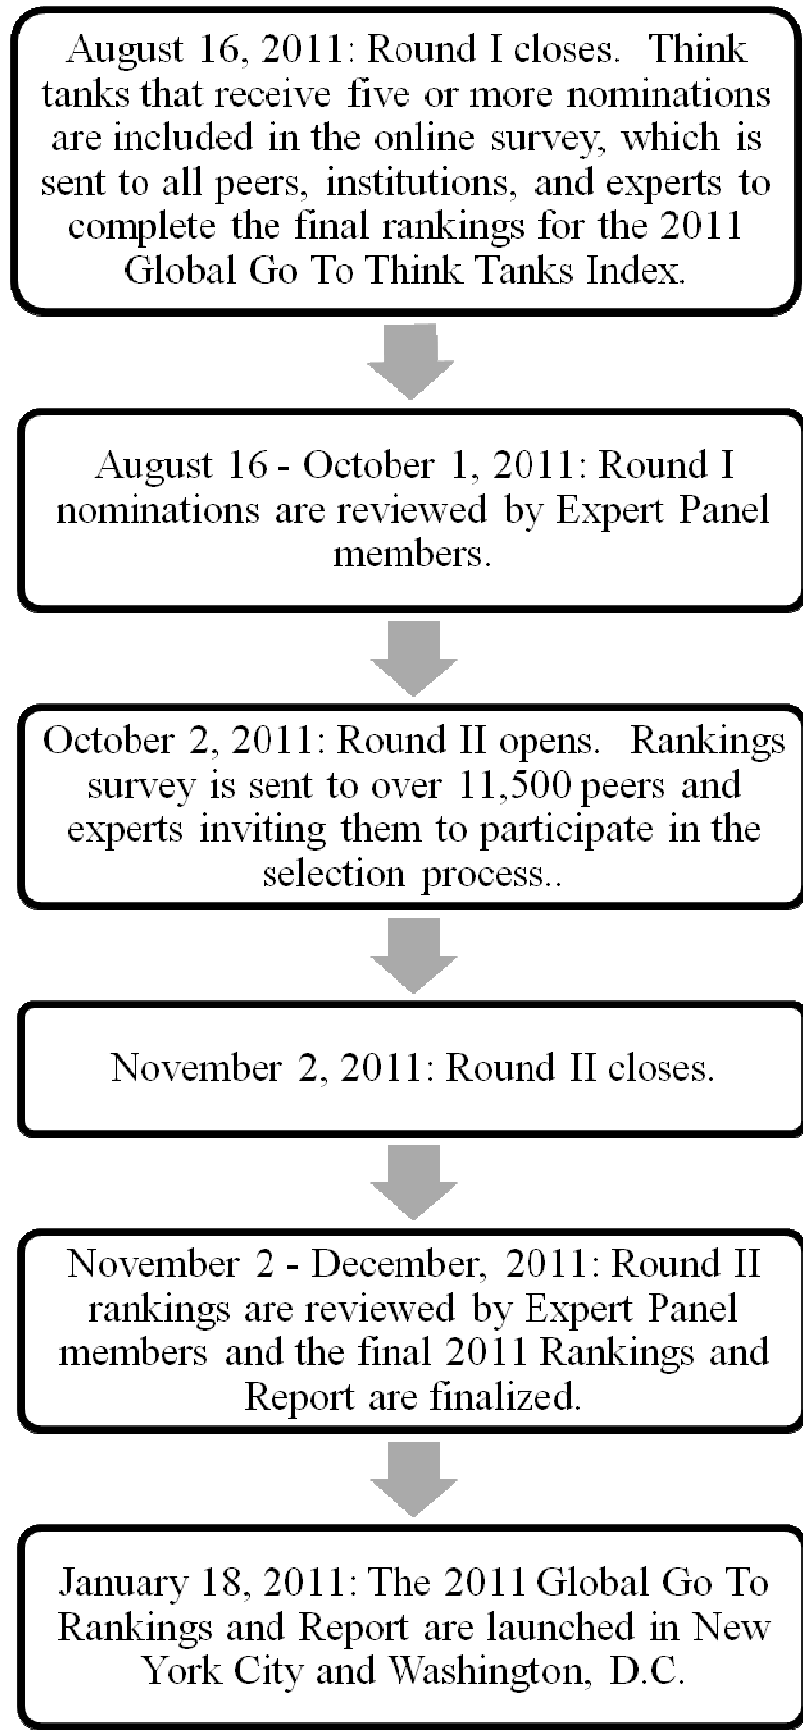 August 16, 2011: Round I closes.  Think
tanks that receive five or more nominations
are included in the online survey, which is
sent to all peers, institutions, and experts to
complete the final rankings for the 2011
Global Go To Think Tanks Index.
August 16 - October 1, 2011: Round I
nominations are reviewed by Expert Panel
members.
October 2, 2011: Round II opens.  Rankings
survey is sent to over 11,500 peers and
experts inviting them to participate in the
selection process..
November 2, 2011: Round II closes.
November 2 - December, 2011: Round II
rankings are reviewed by Expert Panel
members and the final 2011 Rankings and
Report are finalized.
January 18, 2011: The 2011 Global Go To
Rankings and Report are launched in New
York City and Washington, D.C.